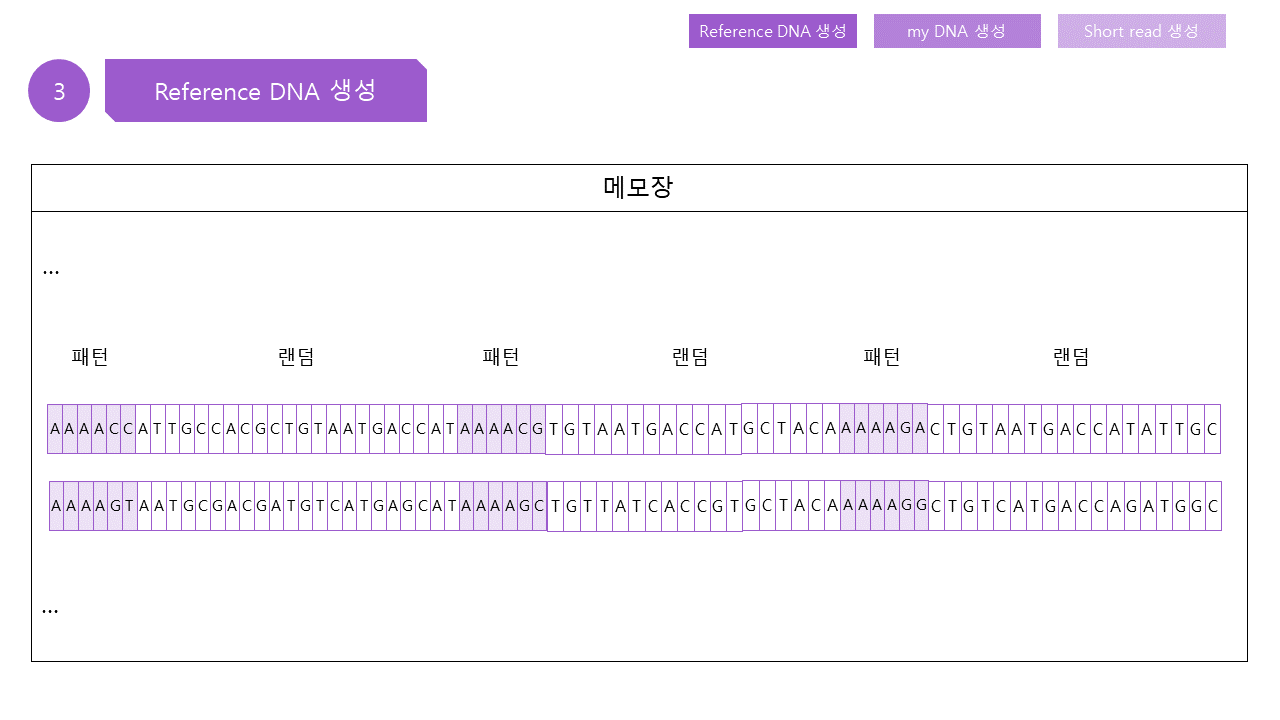 Reference DNA 생성 my DNA 생성 Short read 생성
3 Reference DNA 생성
메모장
...
패턴 랜덤 패턴 랜덤 패턴 랜덤
AAAACCATTGCCACGCTGTAATGACCATAAAACGTGTAATGACCATGCTACAAAAAGACTGTAATGACCATATTGC
AAAAGTAATGCGACGATGTCATGAGCATAAAAGCTGTTATCACCGTGCTACAAAAAGGCTGTCATGACCAGATGGC
...